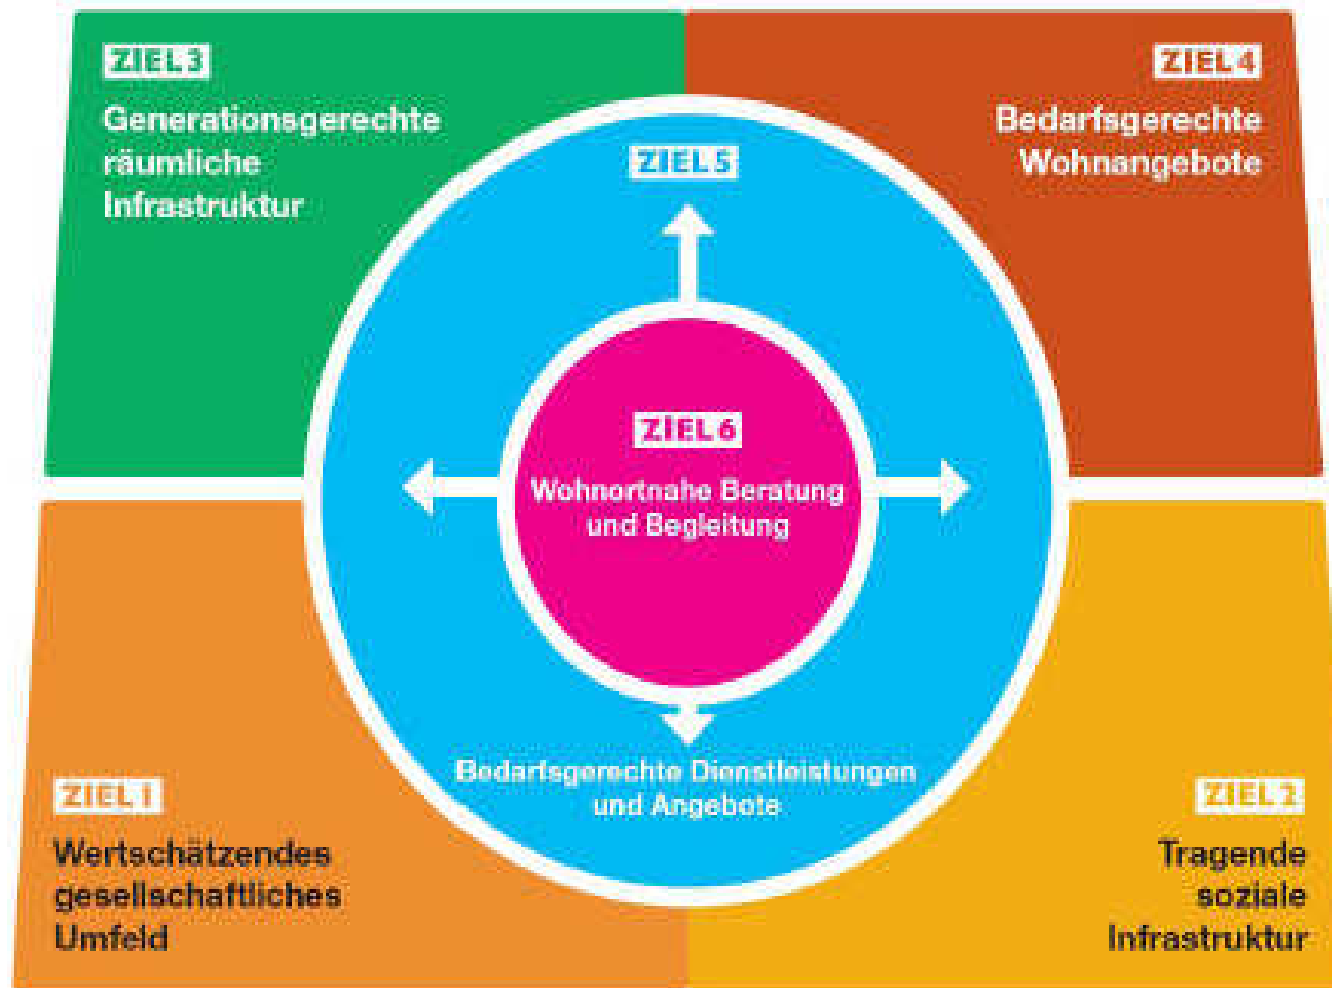 ZIEL 3
Generationsgerechte
räumliche
Infrastruktur
ZIEL 4
Bedarfsgerechte
Wohnangebote
ZIEL 5
ZIEL 6
Wohnortnahe Beratung
und Begleitung
Bedarfsgerechte Dienstleistungen
und Angebote
ZIEL 1
Wertschätzendes
gesellschaftliches
Umfeld
ZIEL 2
Tragende
soziale
Infrastruktur